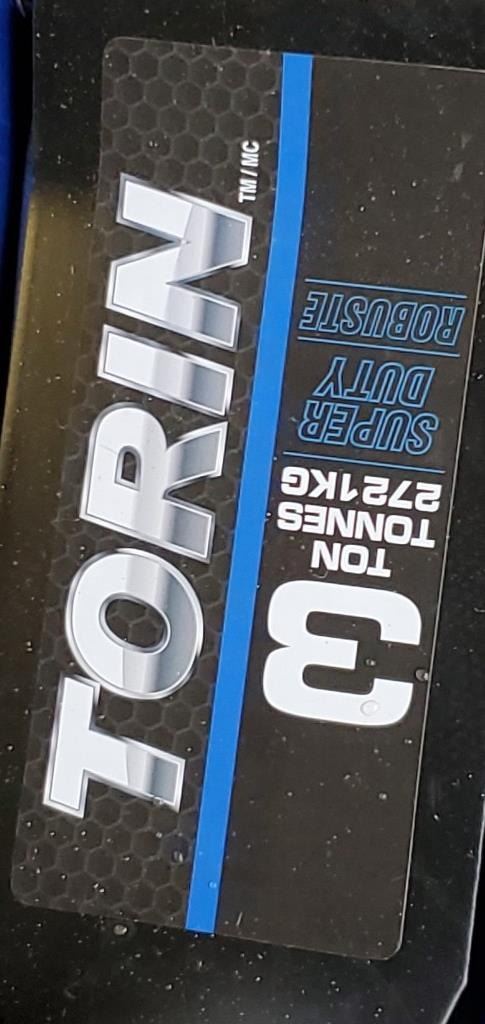 TORIN
TM / MC
3
TON
TONNES
2721KG
SUPER
DUTY
ROBUSTE